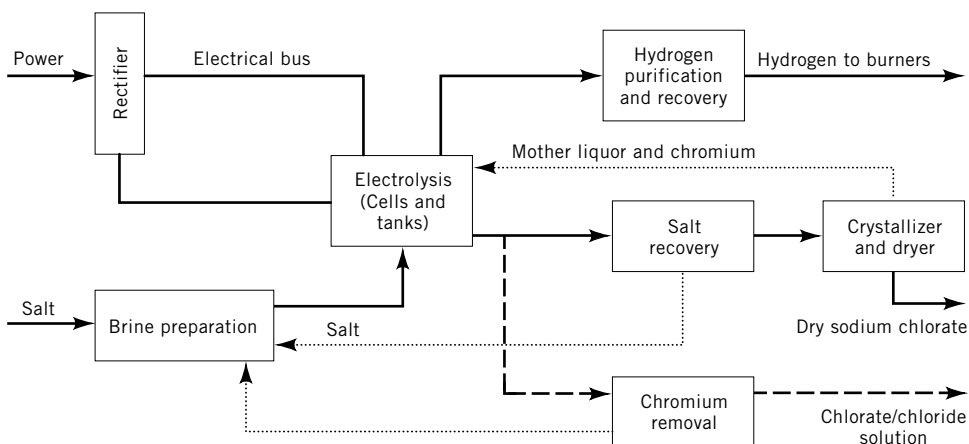 Power
Rectifier
Electrical bus
Hydrogen
purification
and recovery
Hydrogen to burners
Mother liquor and chromium
Electrolysis
(Cells and
tanks)
Salt
recovery
Crystallizer
and dryer
Salt
Brine preparation
Salt
Dry sodium chlorate
Chromium
removal
Chlorate/chloride
solution